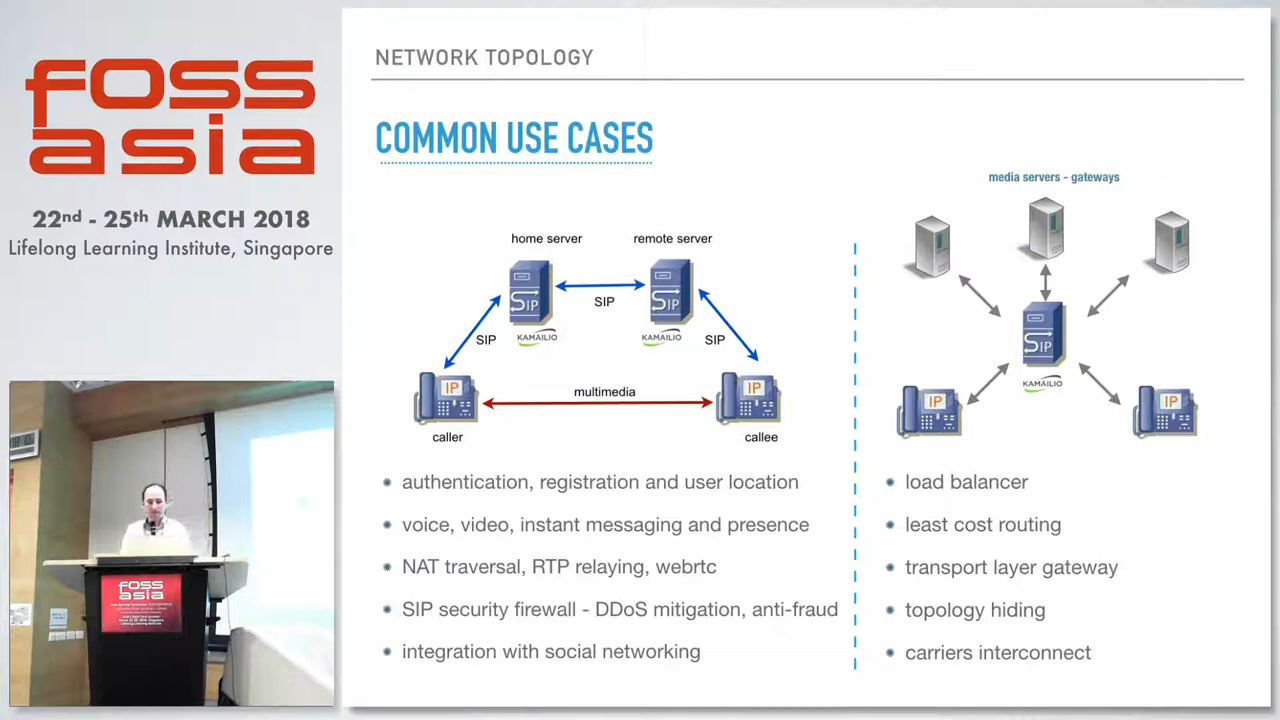 foss
asia
22nd - 25th MARCH 2018
Lifelong Learning Institute, Singapore
NETWORK TOPOLOGY
COMMON USE CASES
home server
remote server
SIP
SIP
SIP
KAMAILIO
SIP
KAMAILIO
SIP
IP
multimedia
IP
caller
callee
authentication, registration and user location
voice, video, instant messaging and presence
NAT traversal, RTP relaying, webrtc
SIP security firewall - DDoS mitigation, anti-fraud
integration with social networking
media servers - gateways
SIP
KAMAILIO
IP
IP
load balancer
least cost routing
transport layer gateway
topology hiding
carriers interconnect
foss
asia